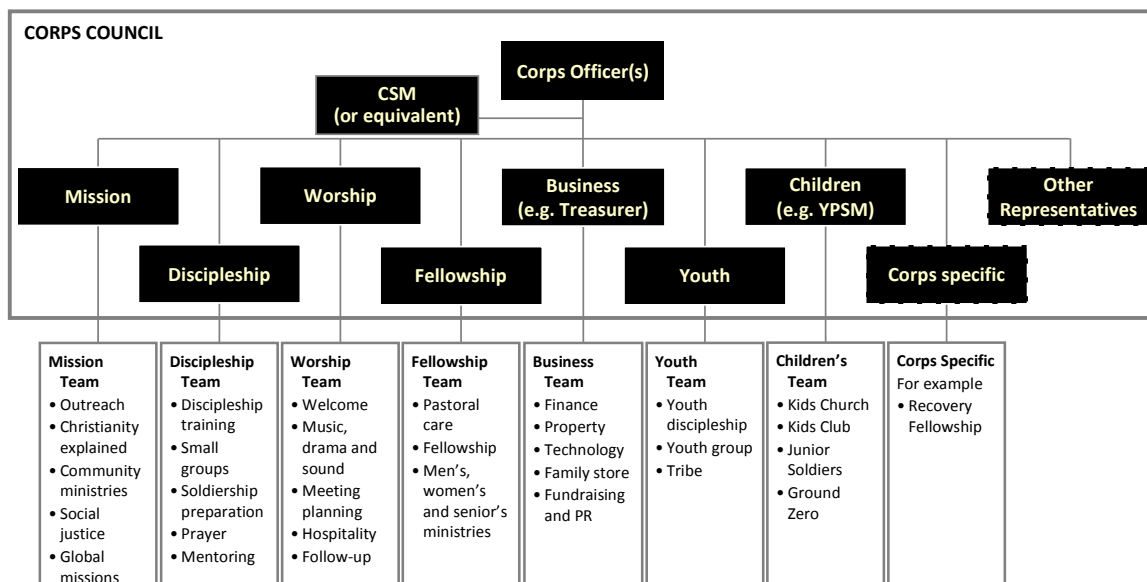 CORPS COUNCIL
Corps Officer(s)
CSM
(or equivalent)
Mission
Worship
Business
(e.g. Treasurer)
Children
(e.g. YPSM)
Other
Representatives
Discipleship
Fellowship
Youth
Corps specific
Mission
Team
• Outreach
• Christianity
explained
• Community
ministries
• Social
justice
• Global
missions
Discipleship
Team
• Discipleship
training
• Small
groups
• Soldiership
preparation
• Prayer
• Mentoring
Worship
Team
• Welcome
• Music,
drama and
sound
• Meeting
planning
• Hospitality
• Follow-up
Fellowship
Team
• Pastoral
care
• Fellowship
• Men's,
women's
and senior's
ministries
Business
Team
• Finance
• Property
• Technology
• Family store
• Fundraising
and PR
Youth
Team
• Youth
discipleship
• Youth group
• Tribe
Children's
Team
• Kids Church
• Kids Club
• Junior
Soldiers
• Ground
Zero
Corps Specific
For example
• Recovery
Fellowship